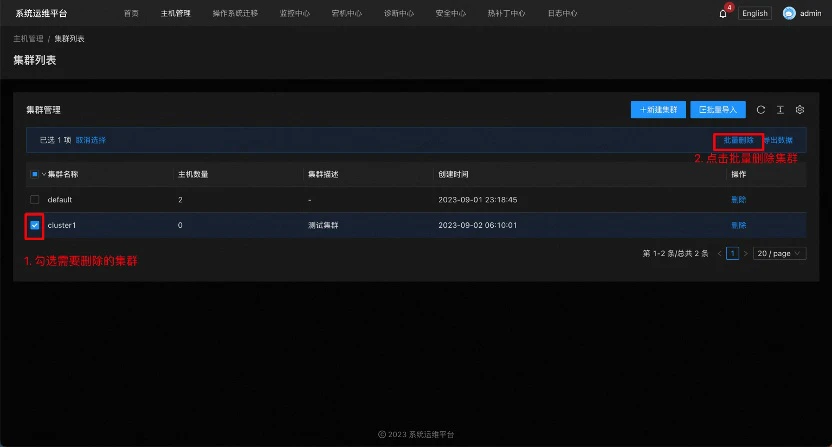 系统运维平台 首页 主机管理 操作系统迁移 监控中心 宕机中心 诊断中心 安全中心 热补丁中心 日志中心 4 English admin
主机管理 / 集群列表
集群列表
集群管理 +新建集群 批量导入
已选 1 项 取消选择 批量删除 导出数据
2. 点击批量删除集群
集群名称 主机数量 集群描述 创建时间 操作
default 2 - 2023-09-01 23:18:45 删除
cluster1 0 测试集群 2023-09-02 06:10:01 删除
1. 勾选需要删除的集群
第 1-2 条/总共 2 条 < 1 > 20 / page
© 2023 系统运维平台